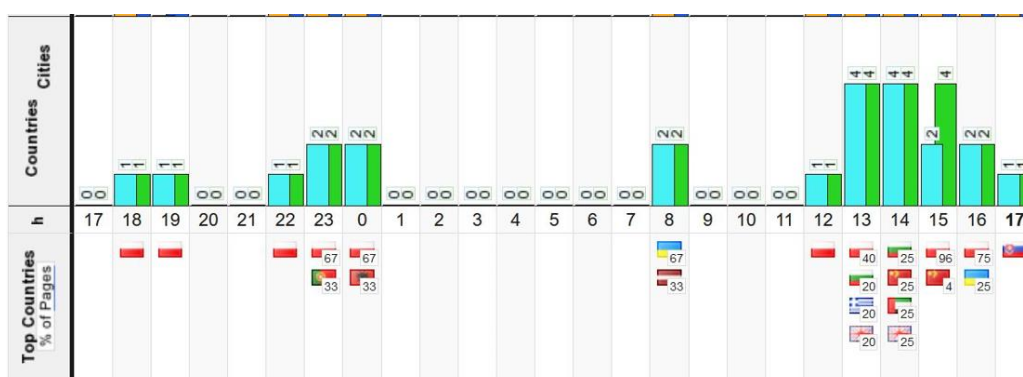 Countries Cities
1 1 1 1 1 1 2 2 2 2 2 2 1 1 4 4 4 4 2 4 2 2 1 1
0 0 0 0 0 0 0 0 0 0 0 0 0 0 0 0 0 0 0 0 0 0 0 0 0 0
h 17 18 19 20 21 22 23 0 1 2 3 4 5 6 7 8 9 10 11 12 13 14 15 16 17
Top Countries
% of Pages
67 67 67 40 25 96 75
33 33 33 20 25 4 25
20 25
20 25